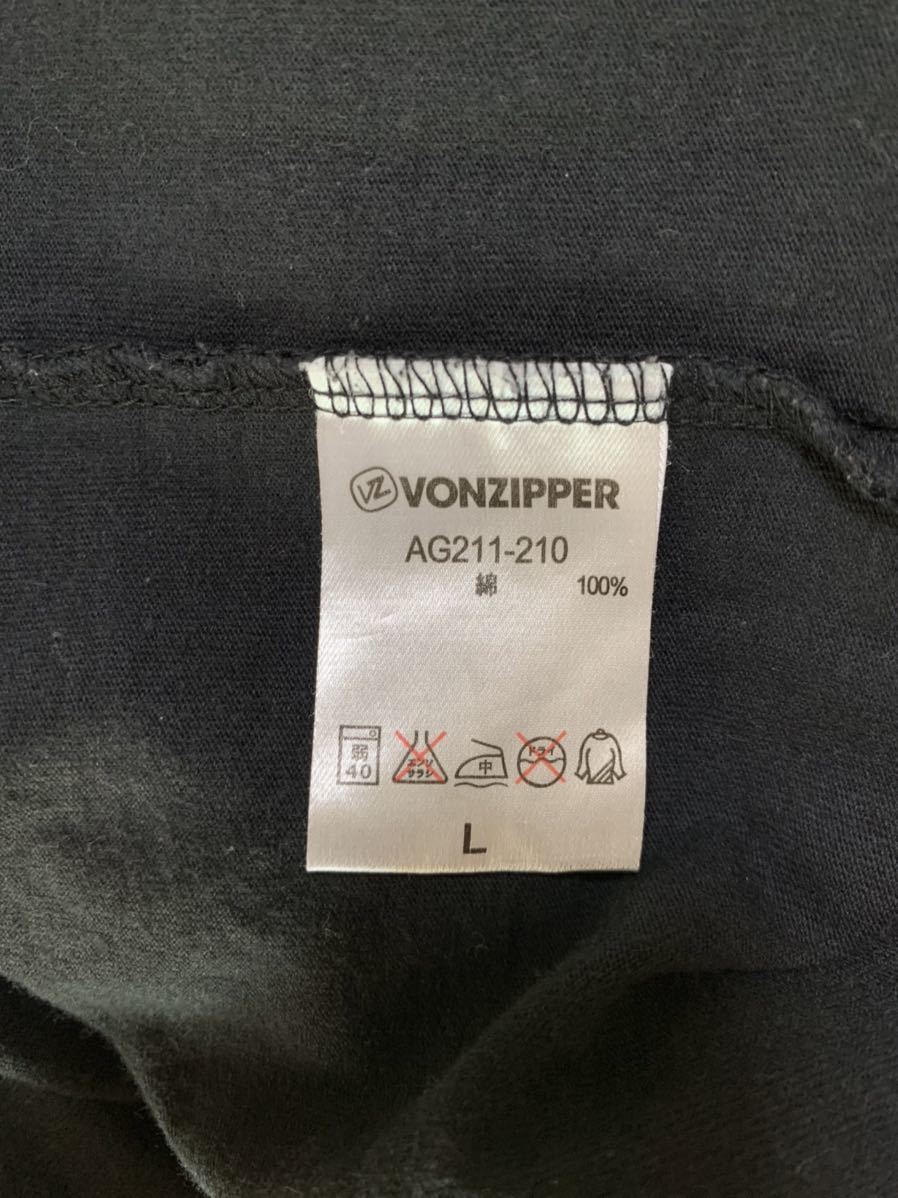 VZ VONZIPPER
AG211-210
綿 100%
弱 40
エンソ サラシ
中
ドライ
L